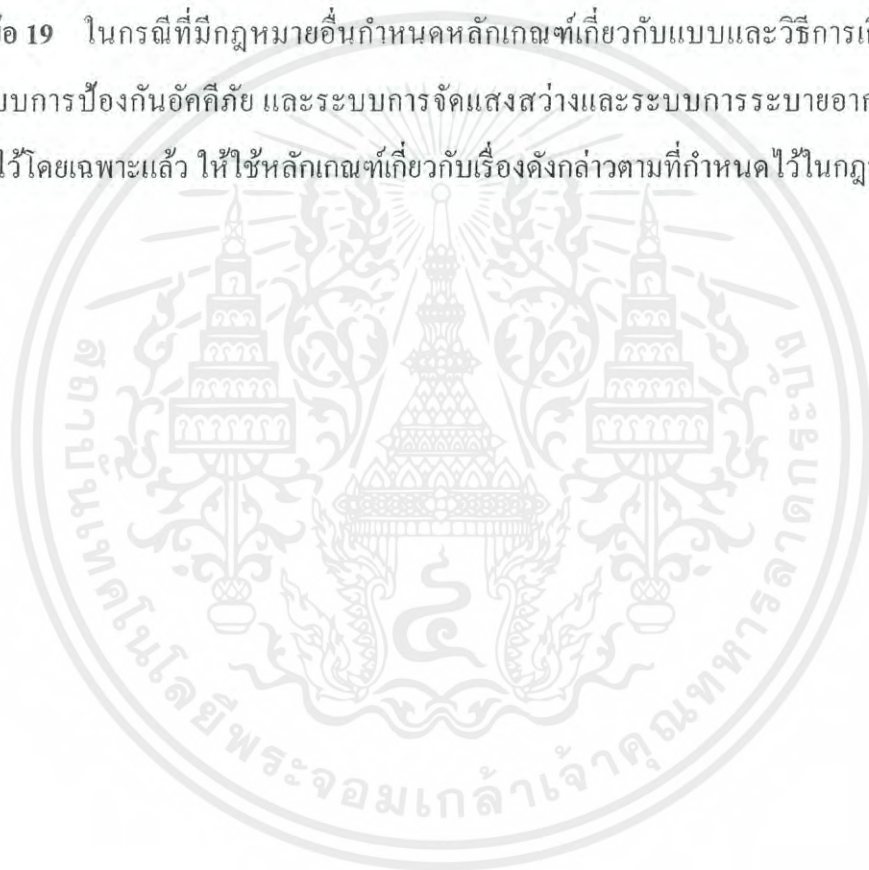 อ 19 ในกรณีที่มีกฎหมายอื่นกำหนดหลักเกณฑ์เกี่ยวกับแบบและวิธีการเ
บบการป้องกันอัคคีภัย และระบบการจัดแสงสว่างและระบบการระบายอาก
ไว้โดยเฉพาะแล้ว ให้ใช้หลักเกณฑ์เกี่ยวกับเรื่องดังกล่าวตามที่กำหนดไว้ในกฎ
สถาบันเทคโนโลยีพระจอมเกล้าเจ้าคุณทหารลาดกระบัง
๔